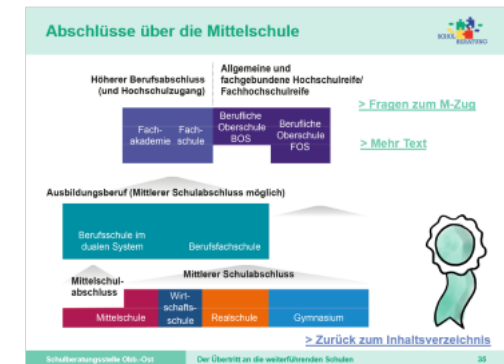 Abschlüsse über die Mittelschule
SCHUL
BERATUNG
Höherer Berufsabschluss
(und Hochschulzugang)
Allgemeine und
fachgebundene Hochschulreife/
Fachhochschulreife
> Fragen zum M-Zug
Fach-
akademie
Fach-
schule
Berufliche
Oberschule
BOS
Berufliche
Oberschule
FOS
> Mehr Text
Ausbildungsberuf (Mittlerer Schulabschluss möglich)
Berufsschule im
dualen System
Berufsfachschule
Mittelschul-
abschluss
Mittlerer Schulabschluss
Mittelschule
Wirt-
schafts-
schule
Realschule
Gymnasium
> Zurück zum Inhaltsverzeichnis
Schulberatungsstelle Obb.-Ost
Der Übertritt an die weiterführenden Schulen
35